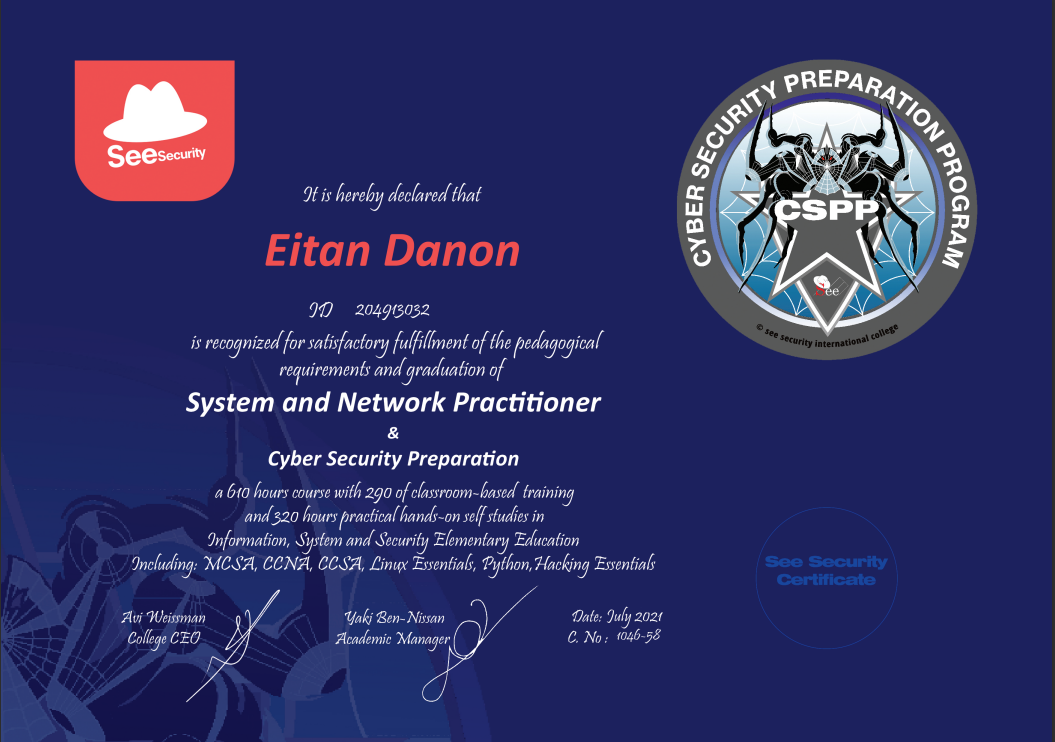 SeeSecurity
CYBER SECURITY PREPARATION PROGRAM
CSPP
See
© see security international college
It is hereby declared that
Eitan Danon
ID 204913032
is recognized for satisfactory fulfillment of the pedagogical
requirements and graduation of
System and Network Practitioner
&
Cyber Security Preparation
a 610 hours course with 290 of classroom-based training
and 320 hours practical hands-on self studies in
Information, System and Security Elementary Education
Including: MCSA, CCNA, CCSA, Linux Essentials, Python,Hacking Essentials
See Security
Certificate
Avi Weissman
College CEO
Yaki Ben-Nissan
Academic Manager
Date: July 2021
C. No : 1046-58